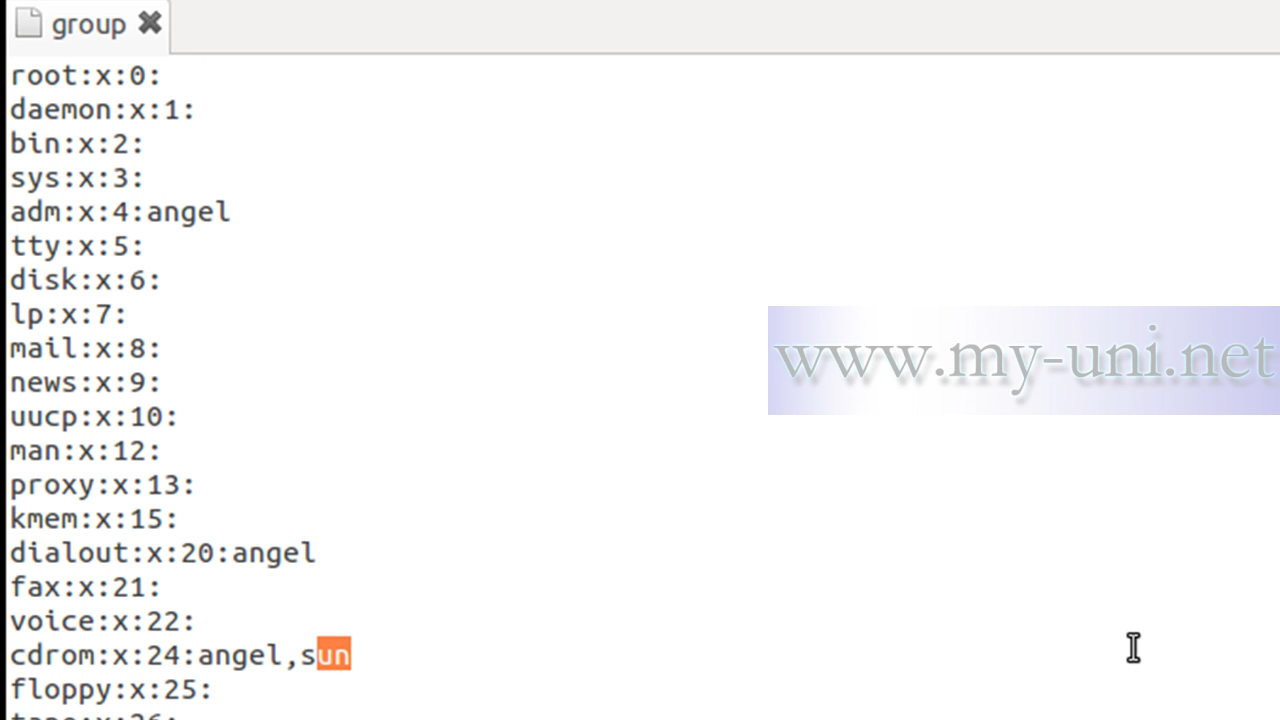 group
root:x:0:
daemon:x:1:
bin:x:2:
sys:x:3:
adm:x:4:angel
tty:x:5:
disk:x:6:
lp:x:7:
mail:x:8:
news:x:9:
uucp:x:10:
man:x:12:
proxy:x:13:
kmem:x:15:
dialout:x:20:angel
fax:x:21:
voice:x:22:
cdrom:x:24:angel,sun
floppy:x:25:
www.my-uni.net